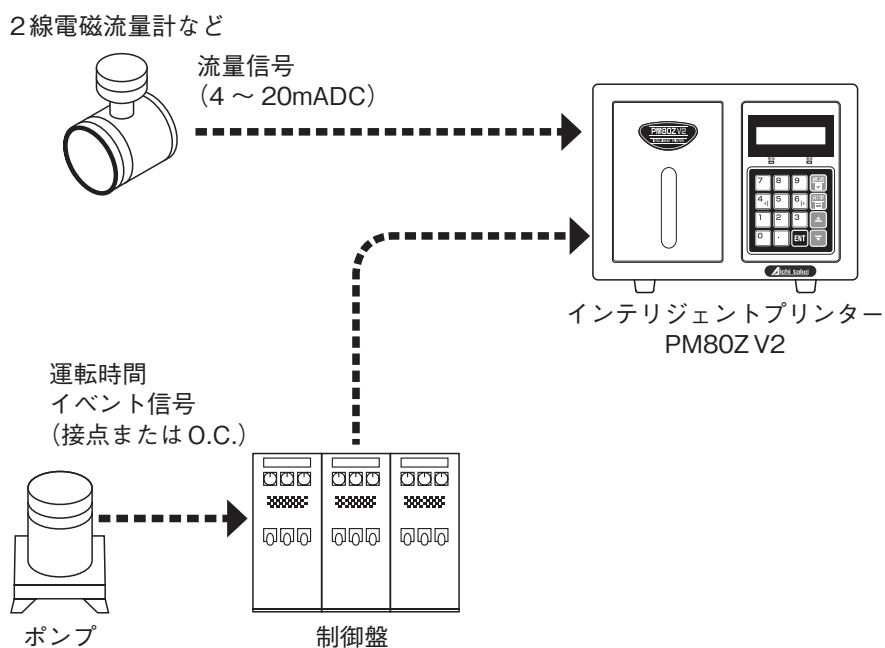 ２線電磁流量計など
流量信号
（4 〜 20mADC）
PM80Z V2
7 8 9
4 5 6
1 2 3
0 . ENT
Aichi tokei
インテリジェントプリンター
PM80Z V2
運転時間
イベント信号
（接点または O.C.）
ポンプ
制御盤